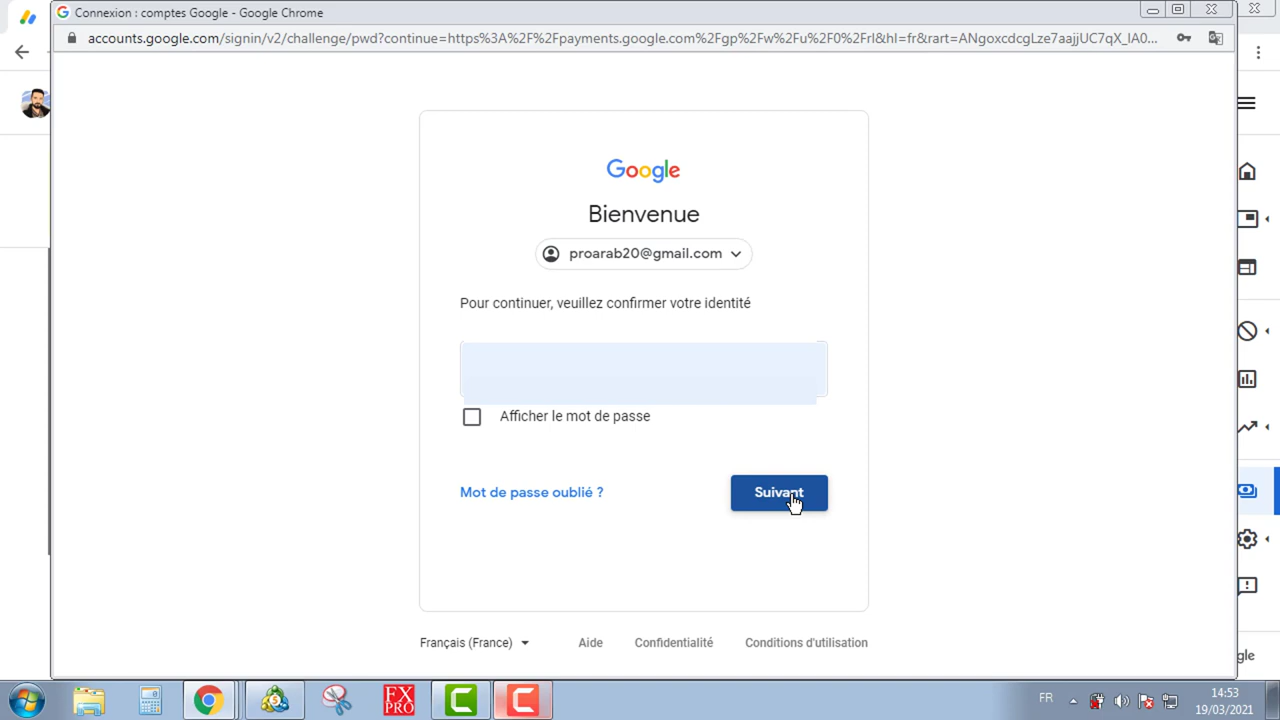 Connexion : comptes Google - Google Chrome
accounts.google.com/signin/v2/challenge/pwd?continue=https%3A%2F%2Fpayments.google.com%2Fgp%2Fw%2Fu%2F0%2Frl&hl=fr&rart=ANgoxcdcgLze7aajjUC7qX_IA0...
Google
Bienvenue
proarab20@gmail.com
Pour continuer, veuillez confirmer votre identité
Afficher le mot de passe
Mot de passe oublié ?
Suivant
Français (France)
Aide
Confidentialité
Conditions d'utilisation
gle
FX
PRO
FR
14:53
19/03/2021